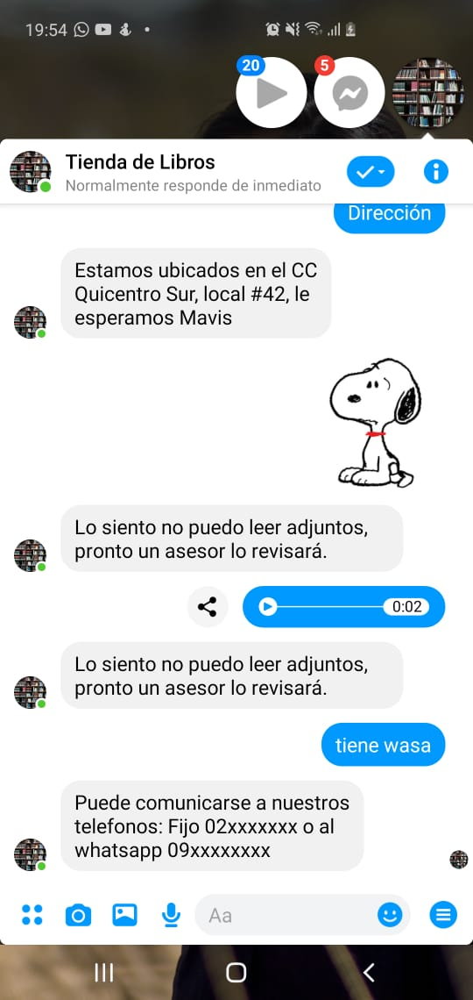 19:54
20
5
Tienda de Libros
Normalmente responde de inmediato
Dirección
Estamos ubicados en el CC
Quicentro Sur, local #42, le
esperamos Mavis
Lo siento no puedo leer adjuntos,
pronto un asesor lo revisará.
0:02
Lo siento no puedo leer adjuntos,
pronto un asesor lo revisará.
tiene wasa
Puede comunicarse a nuestros
telefonos: Fijo 02xxxxxxx o al
whatsapp 09xxxxxxxx
Aa